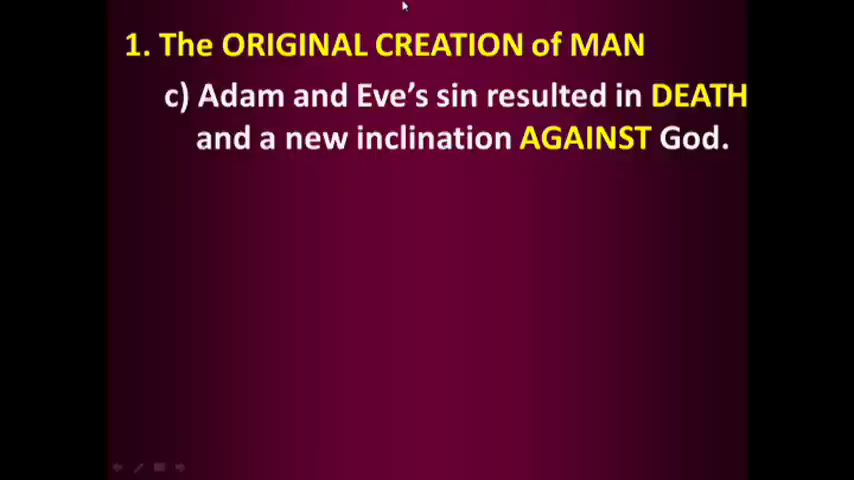 1. The ORIGINAL CREATION of MAN
c) Adam and Eve's sin resulted in DEATH
and a new inclination AGAINST God.